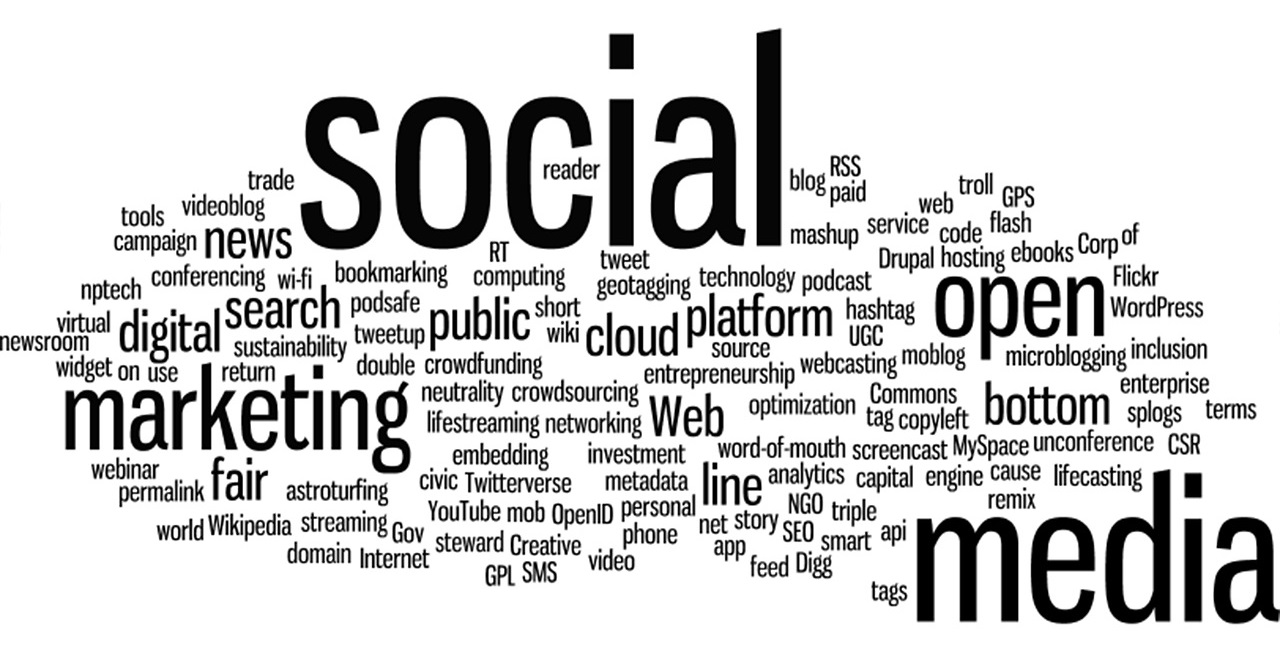 social
reader
trade
blog RSS
paid
troll
GPS
tools videoblog
web
campaign news
mashup service code flash
RT
tweet
Drupal hosting ebooks Corp of
nptech conferencing wi-fi bookmarking computing geotagging technology podcast
open Flickr
virtual digital search podsafe public short cloud platform hashtag WordPress
newsroom sustainability tweetup wiki source UGC
widget on use return double crowdfunding entrepreneurship webcasting moblog microblogging inclusion
marketing neutrality crowdsourcing Web optimization Commons bottom enterprise
lifestreaming networking tag copyleft splogs terms
embedding investment word-of-mouth screencast MySpace unconference CSR
webinar fair civic Twitterverse metadata line analytics capital engine cause lifecasting
permalink astroturfing remix
world Wikipedia streaming Gov YouTube mob OpenID personal net story NGO triple media
domain Internet steward Creative phone app SEO smart api
GPL SMS video feed Digg
tags